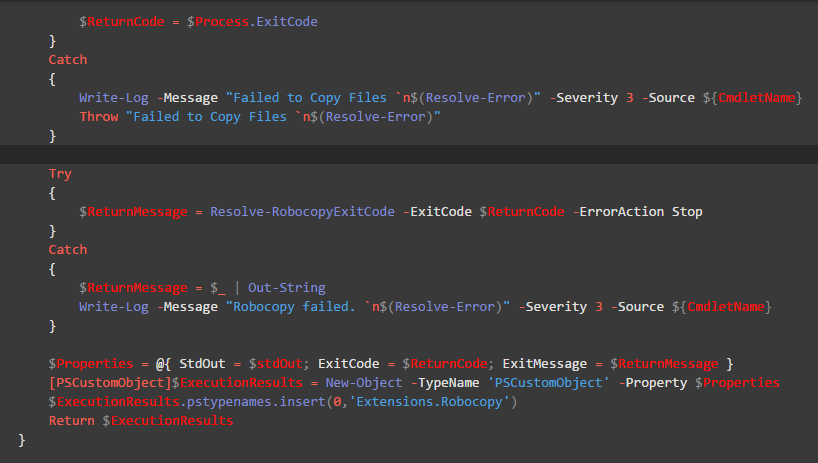 $ReturnCode = $Process.ExitCode
}
Catch
{
Write-Log -Message "Failed to Copy Files `n$(Resolve-Error)" -Severity 3 -Source ${CmdletName}
Throw "Failed to Copy Files `n$(Resolve-Error)"
}
Try
{
$ReturnMessage = Resolve-RobocopyExitCode -ExitCode $ReturnCode -ErrorAction Stop
}
Catch
{
$ReturnMessage = $_ | Out-String
Write-Log -Message "Robocopy failed. `n$(Resolve-Error)" -Severity 3 -Source ${CmdletName}
}
$Properties = @{ StdOut = $stdOut; ExitCode = $ReturnCode; ExitMessage = $ReturnMessage }
[PSCustomObject]$ExecutionResults = New-Object -TypeName 'PSCustomObject' -Property $Properties
$ExecutionResults.pstypenames.insert(0,'Extensions.Robocopy')
Return $ExecutionResults
}